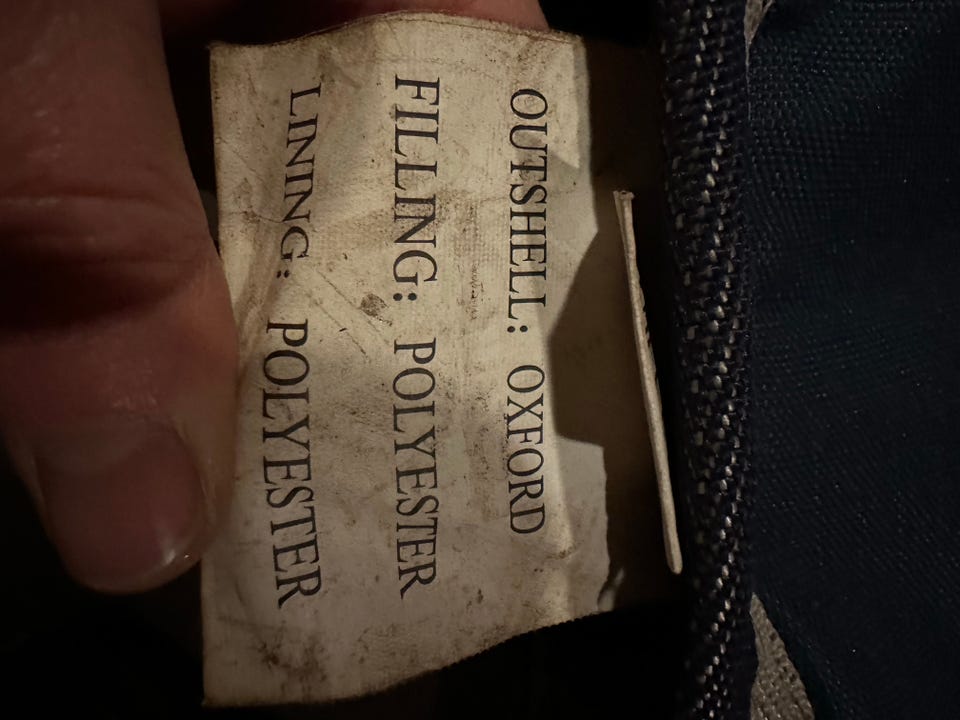 OUTSHELL: OXFORD
FILLING: POLYESTER
LINING: POLYESTER